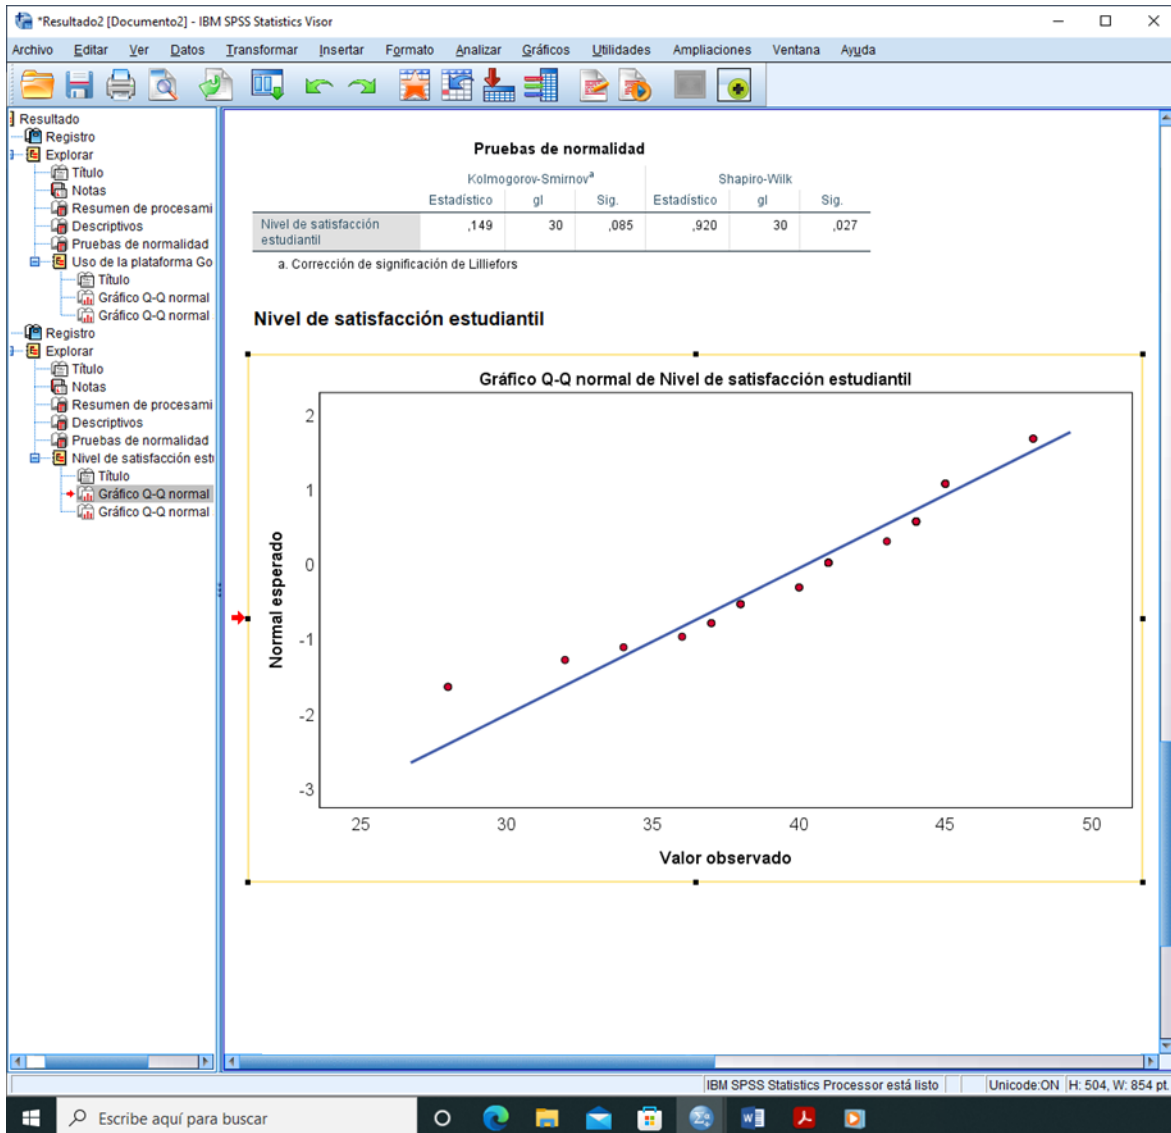 *Resultado2 [Documento2] - IBM SPSS Statistics Visor
Archivo Editar Ver Datos Transformar Insertar Formato Analizar Gráficos Utilidades Ampliaciones Ventana Ayuda
Resultado
Registro
Explorar
Título
Notas
Resumen de procesami
Descriptivos
Pruebas de normalidad
Uso de la plataforma Go
Título
Gráfico Q-Q normal
Gráfico Q-Q normal
Registro
Explorar
Título
Notas
Resumen de procesami
Descriptivos
Pruebas de normalidad
Nivel de satisfacción est
Título
Gráfico Q-Q normal
Gráfico Q-Q normal
Pruebas de normalidad
Kolmogorov-Smirnov^a Shapiro-Wilk
Estadístico gl Sig. Estadístico gl Sig.
Nivel de satisfacción estudiantil ,149 30 ,085 ,920 30 ,027
a. Corrección de significación de Lilliefors
Nivel de satisfacción estudiantil
Gráfico Q-Q normal de Nivel de satisfacción estudiantil
Normal esperado
2
1
0
-1
-2
-3
25 30 35 40 45 50
Valor observado
IBM SPSS Statistics Processor está listo Unicode:ON H: 504, W: 854 pt.
Escribe aquí para buscar